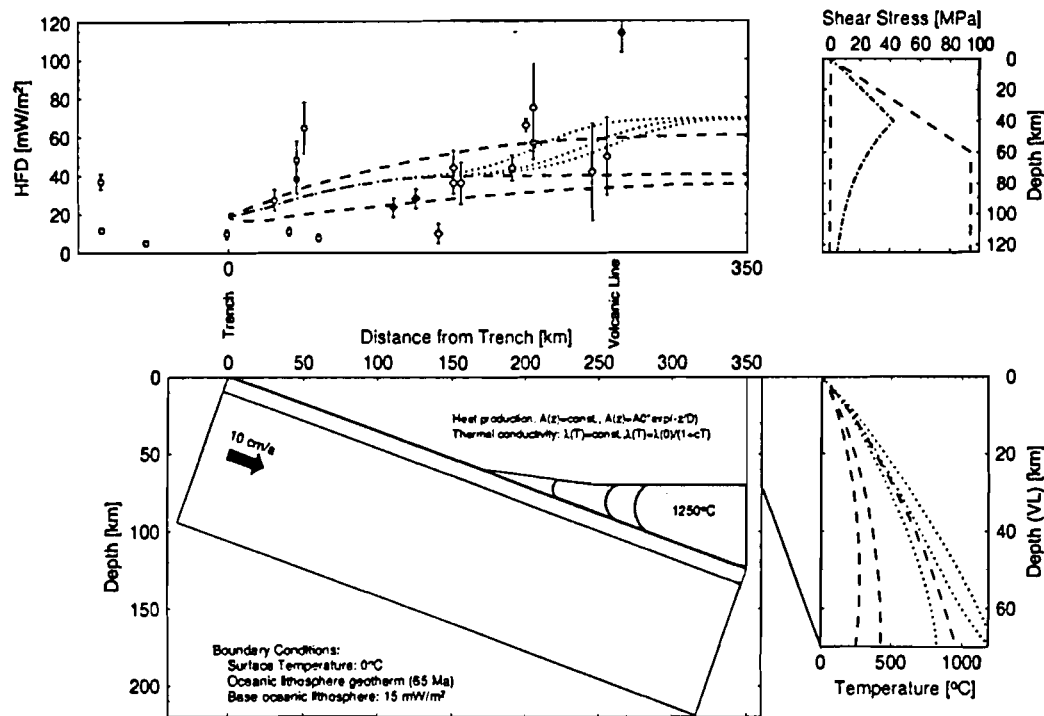 HFD [mW/m²]
120
100
80
60
40
20
0
0
350
Trench
Volcanic Line
Distance from Trench [km]
0 50 100 150 200 250 300 350
Shear Stress [MPa]
0 20 40 60 80 100
0
20
40
60
80
100
120
Depth [km]
Depth [km]
0
50
100
150
200
10 cm/a
Heat production: A(z)=const., A(z)=A0*exp(-z/D)
Thermal conductivity: λ(T)=const.,λ(T)=λ(0)/(1+cT)
1250°C
Boundary Conditions:
Surface Temperature: 0°C
Oceanic lithosphere geotherm (65 Ma)
Base oceanic lithosphere: 15 mW/m²
0
20
40
60
Depth (VL) [km]
0 500 1000
Temperature [°C]